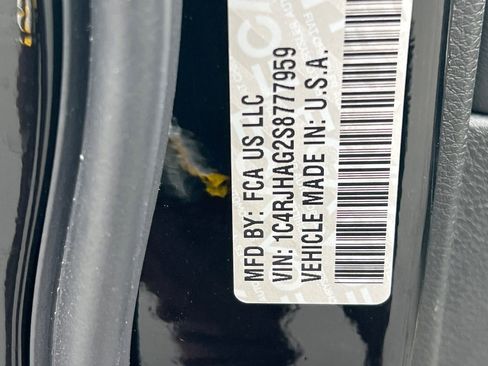 MFD BY: FCA US LLC
VIN: 1C4RJHAG2S8777959
VEHICLE MADE IN: U.S.A.